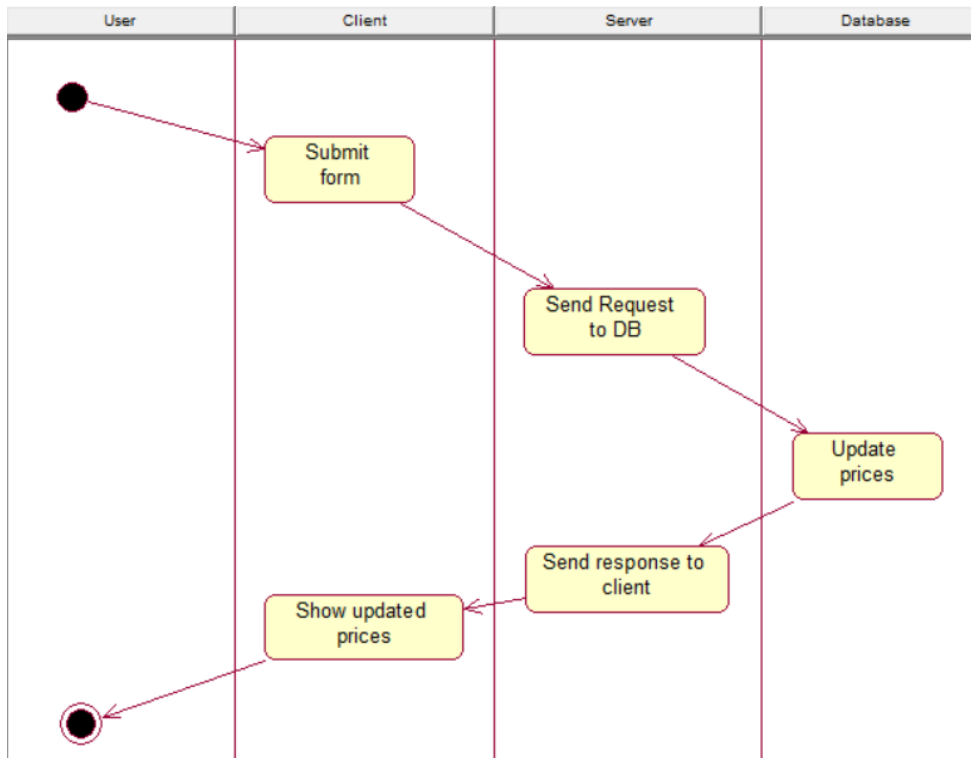 User
Client
Server
Database
Submit
form
Send Request
to DB
Update
prices
Send response to
client
Show updated
prices